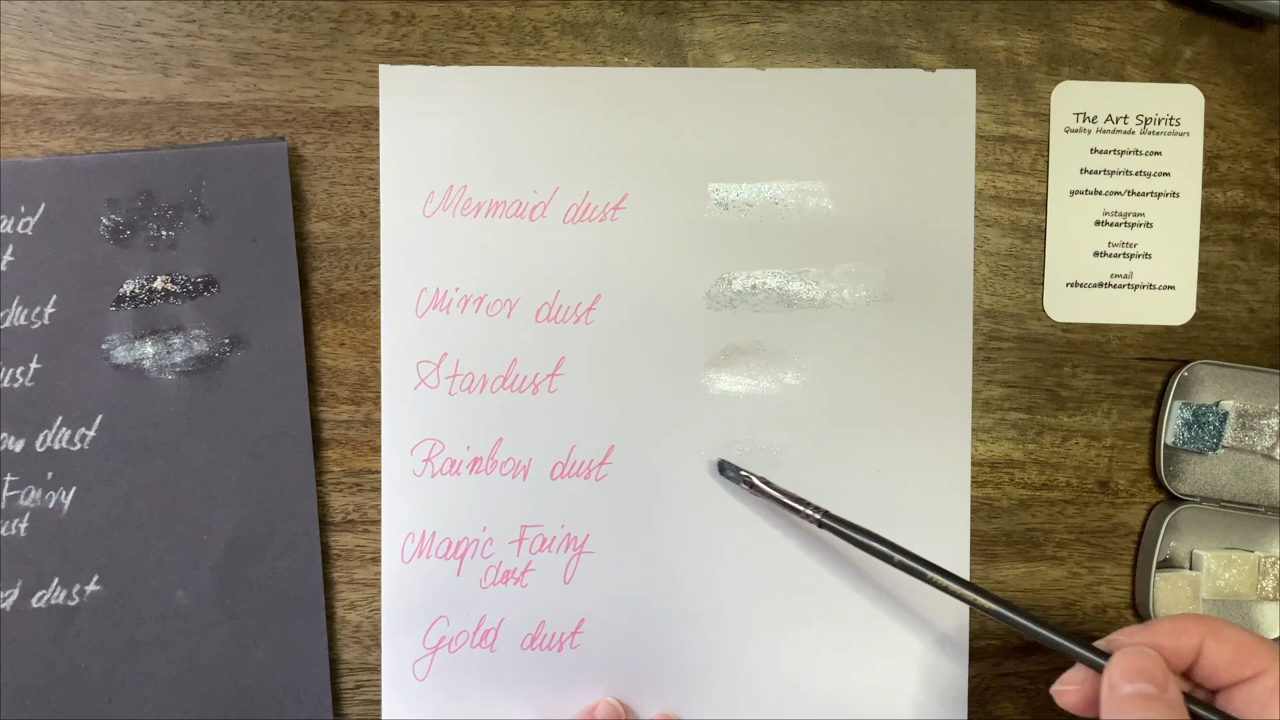 dust
dust
Fairy
dust
Mermaid dust
Mirror dust
Stardust
Rainbow dust
Magic Fairy
dust
Gold dust
The Art Spirits
Quality Handmade Watercolours
theartspirits.com
theartspirits.etsy.com
youtube.com/theartspirits
instagram
@theartspirits
twitter
@theartspirits
email
rebecca@theartspirits.com